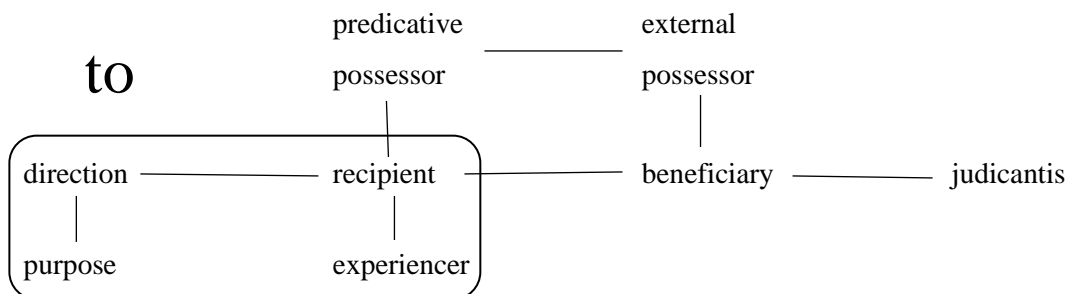 predicative external
to
possessor possessor
direction recipient beneficiary judicantis
purpose experiencer